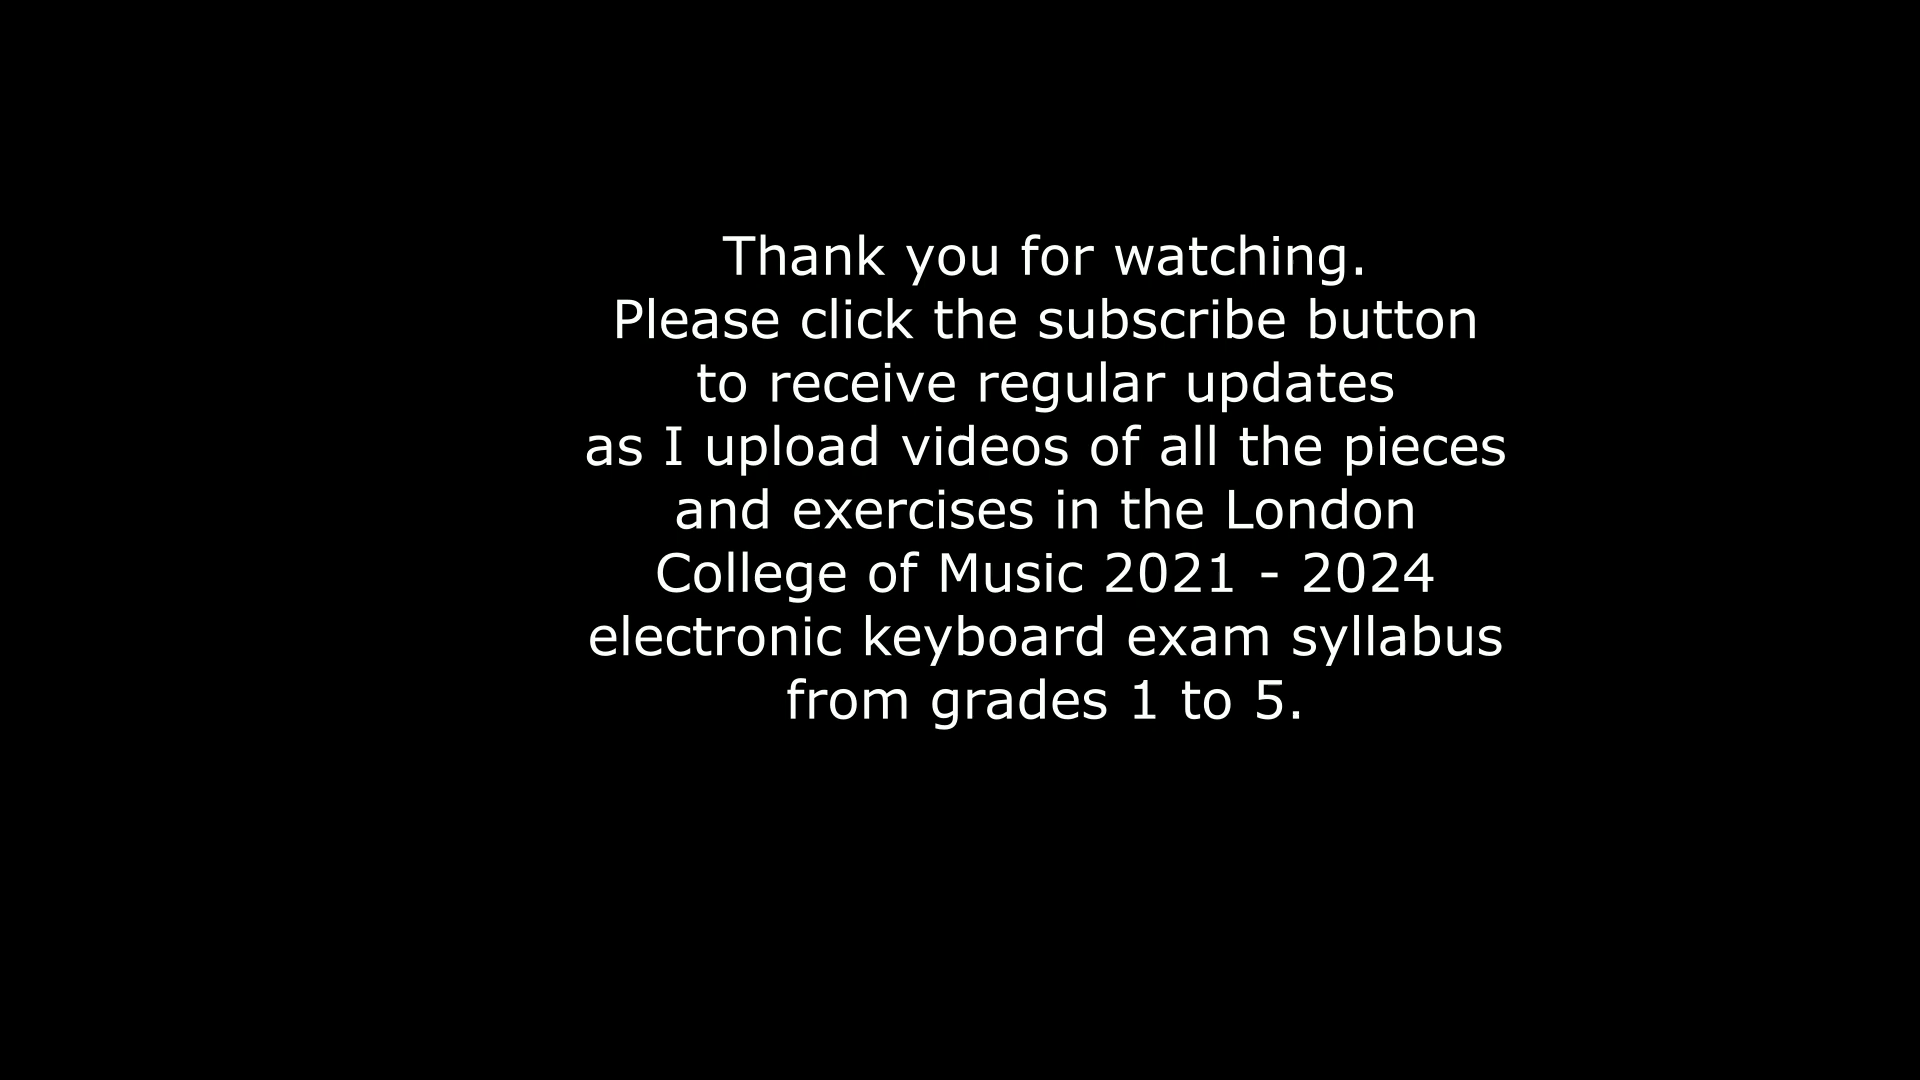 Thank you for watching.
Please click the subscribe button
to receive regular updates
as I upload videos of all the pieces
and exercises in the London
College of Music 2021 - 2024
electronic keyboard exam syllabus
from grades 1 to 5.